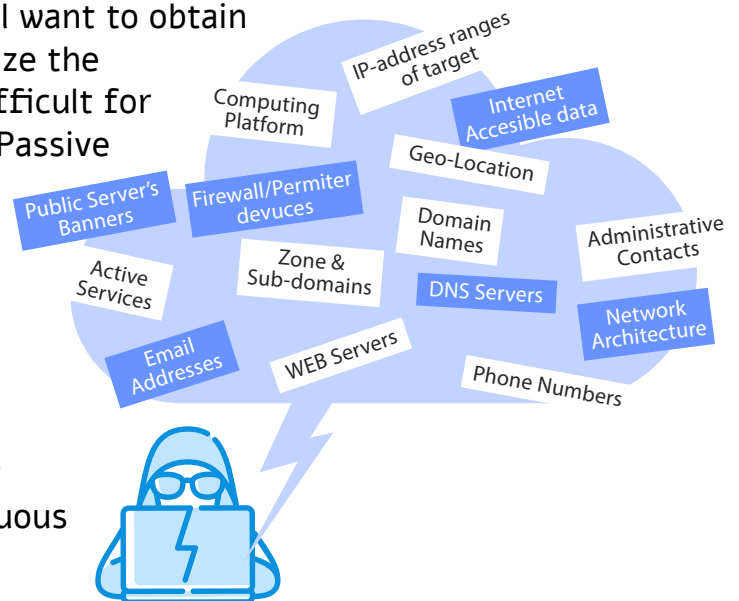 l want to obtain
ze the
fficult for
Passive
uous
IP-address ranges
of target
Computing
Platform
Internet
Accesible data
Geo-Location
Public Server's
Banners
Firewall/Permiter
devuces
Domain
Names
Administrative
Contacts
Active
Services
Zone &
Sub-domains
DNS Servers
Network
Architecture
Email
Addresses
WEB Servers
Phone Numbers